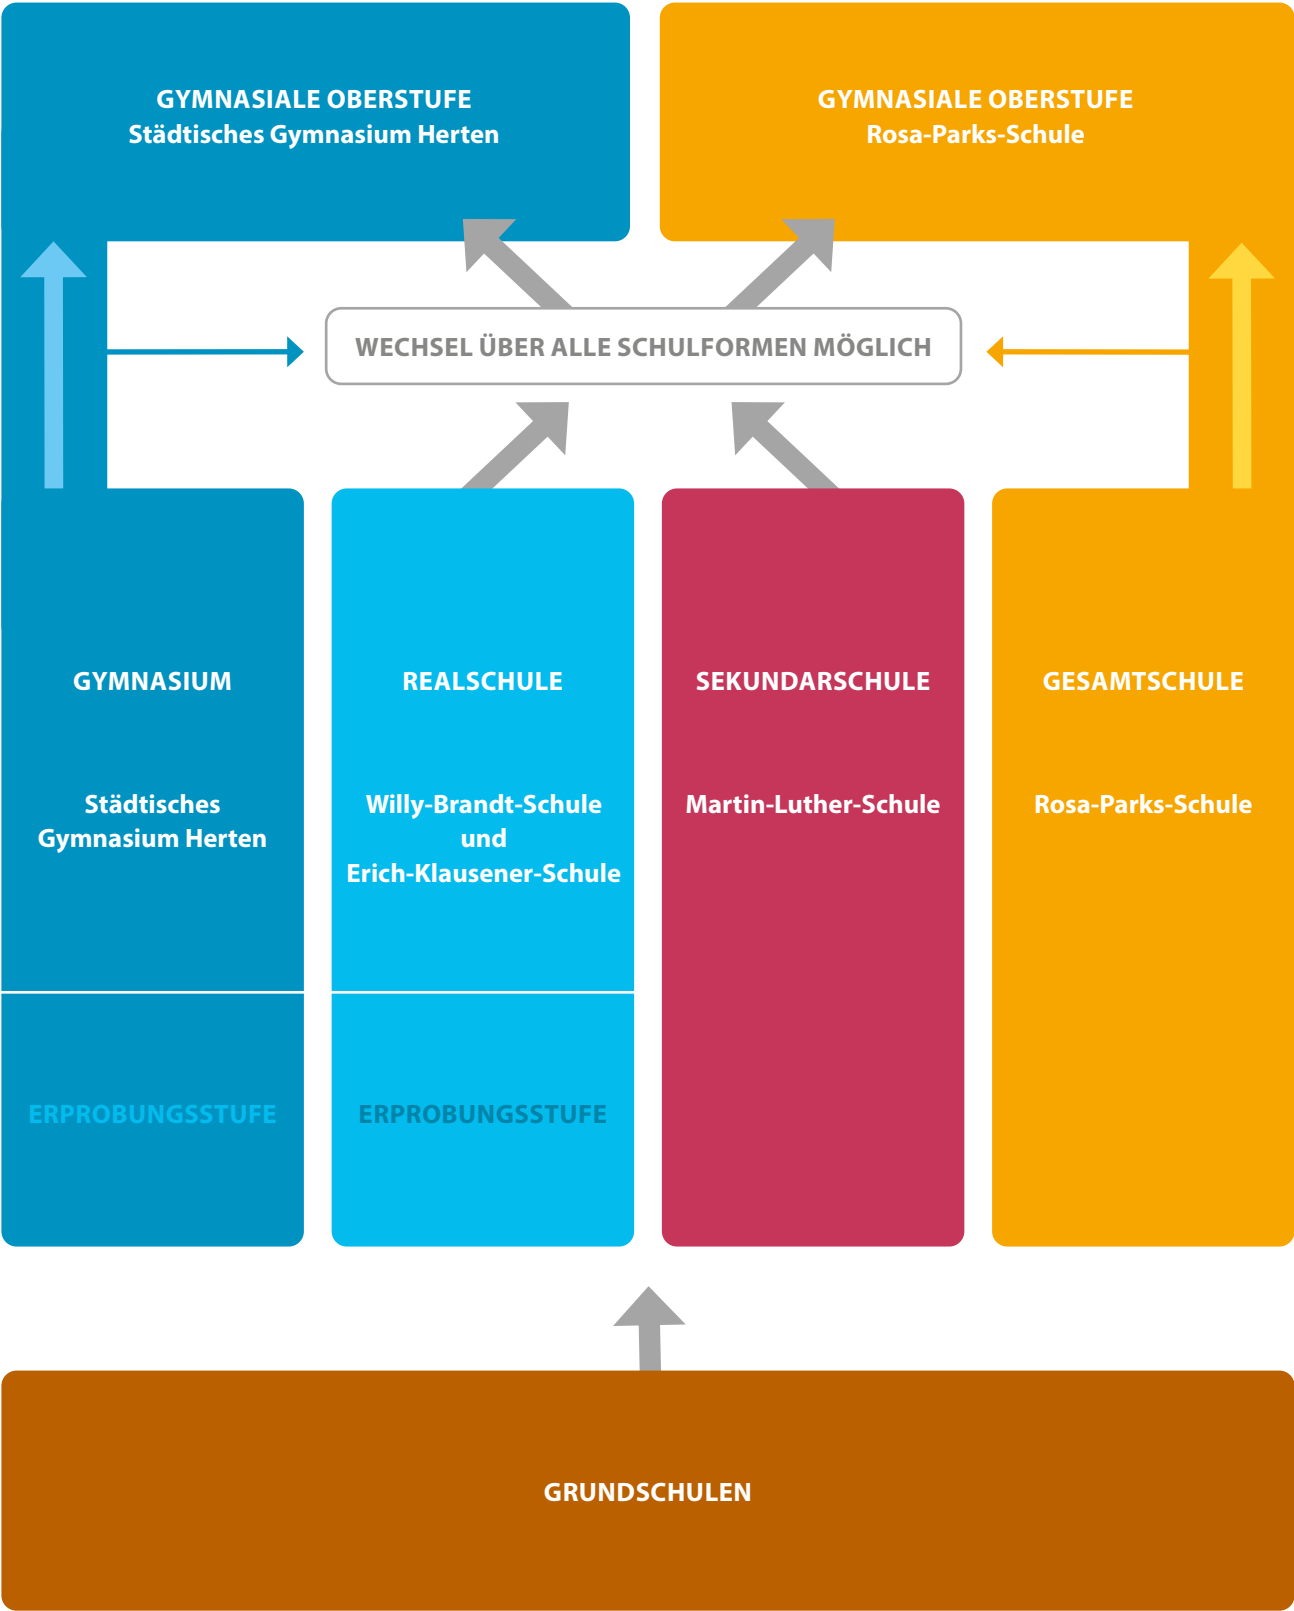 GYMNASIALE OBERSTUFE
Städtisches Gymnasium Herten
GYMNASIALE OBERSTUFE
Rosa-Parks-Schule
WECHSEL ÜBER ALLE SCHULFORMEN MÖGLICH
GYMNASIUM
Städtisches
Gymnasium Herten
ERPROBUNGSSTUFE
REALSCHULE
Willy-Brandt-Schule
und
Erich-Klausener-Schule
ERPROBUNGSSTUFE
SEKUNDARSCHULE
Martin-Luther-Schule
GESAMTSCHULE
Rosa-Parks-Schule
GRUNDSCHULEN